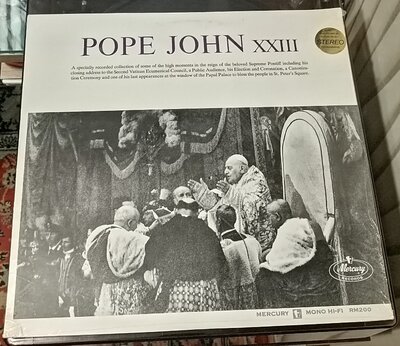 STEREO
POPE JOHN XXIII
A specially recorded collection of some of the high moments in the reign of the beloved Supreme Pontiff, including his
closing address to the Second Vatican Ecumenical Council, a Public Audience, his Election and Coronation, a Canoniza-
tion Ceremony and one of his last appearances at the window of the Papal Palace to bless the people in St. Peter's Square.
Mercury
RECORDS
MERCURY MONO HI-FI RM200